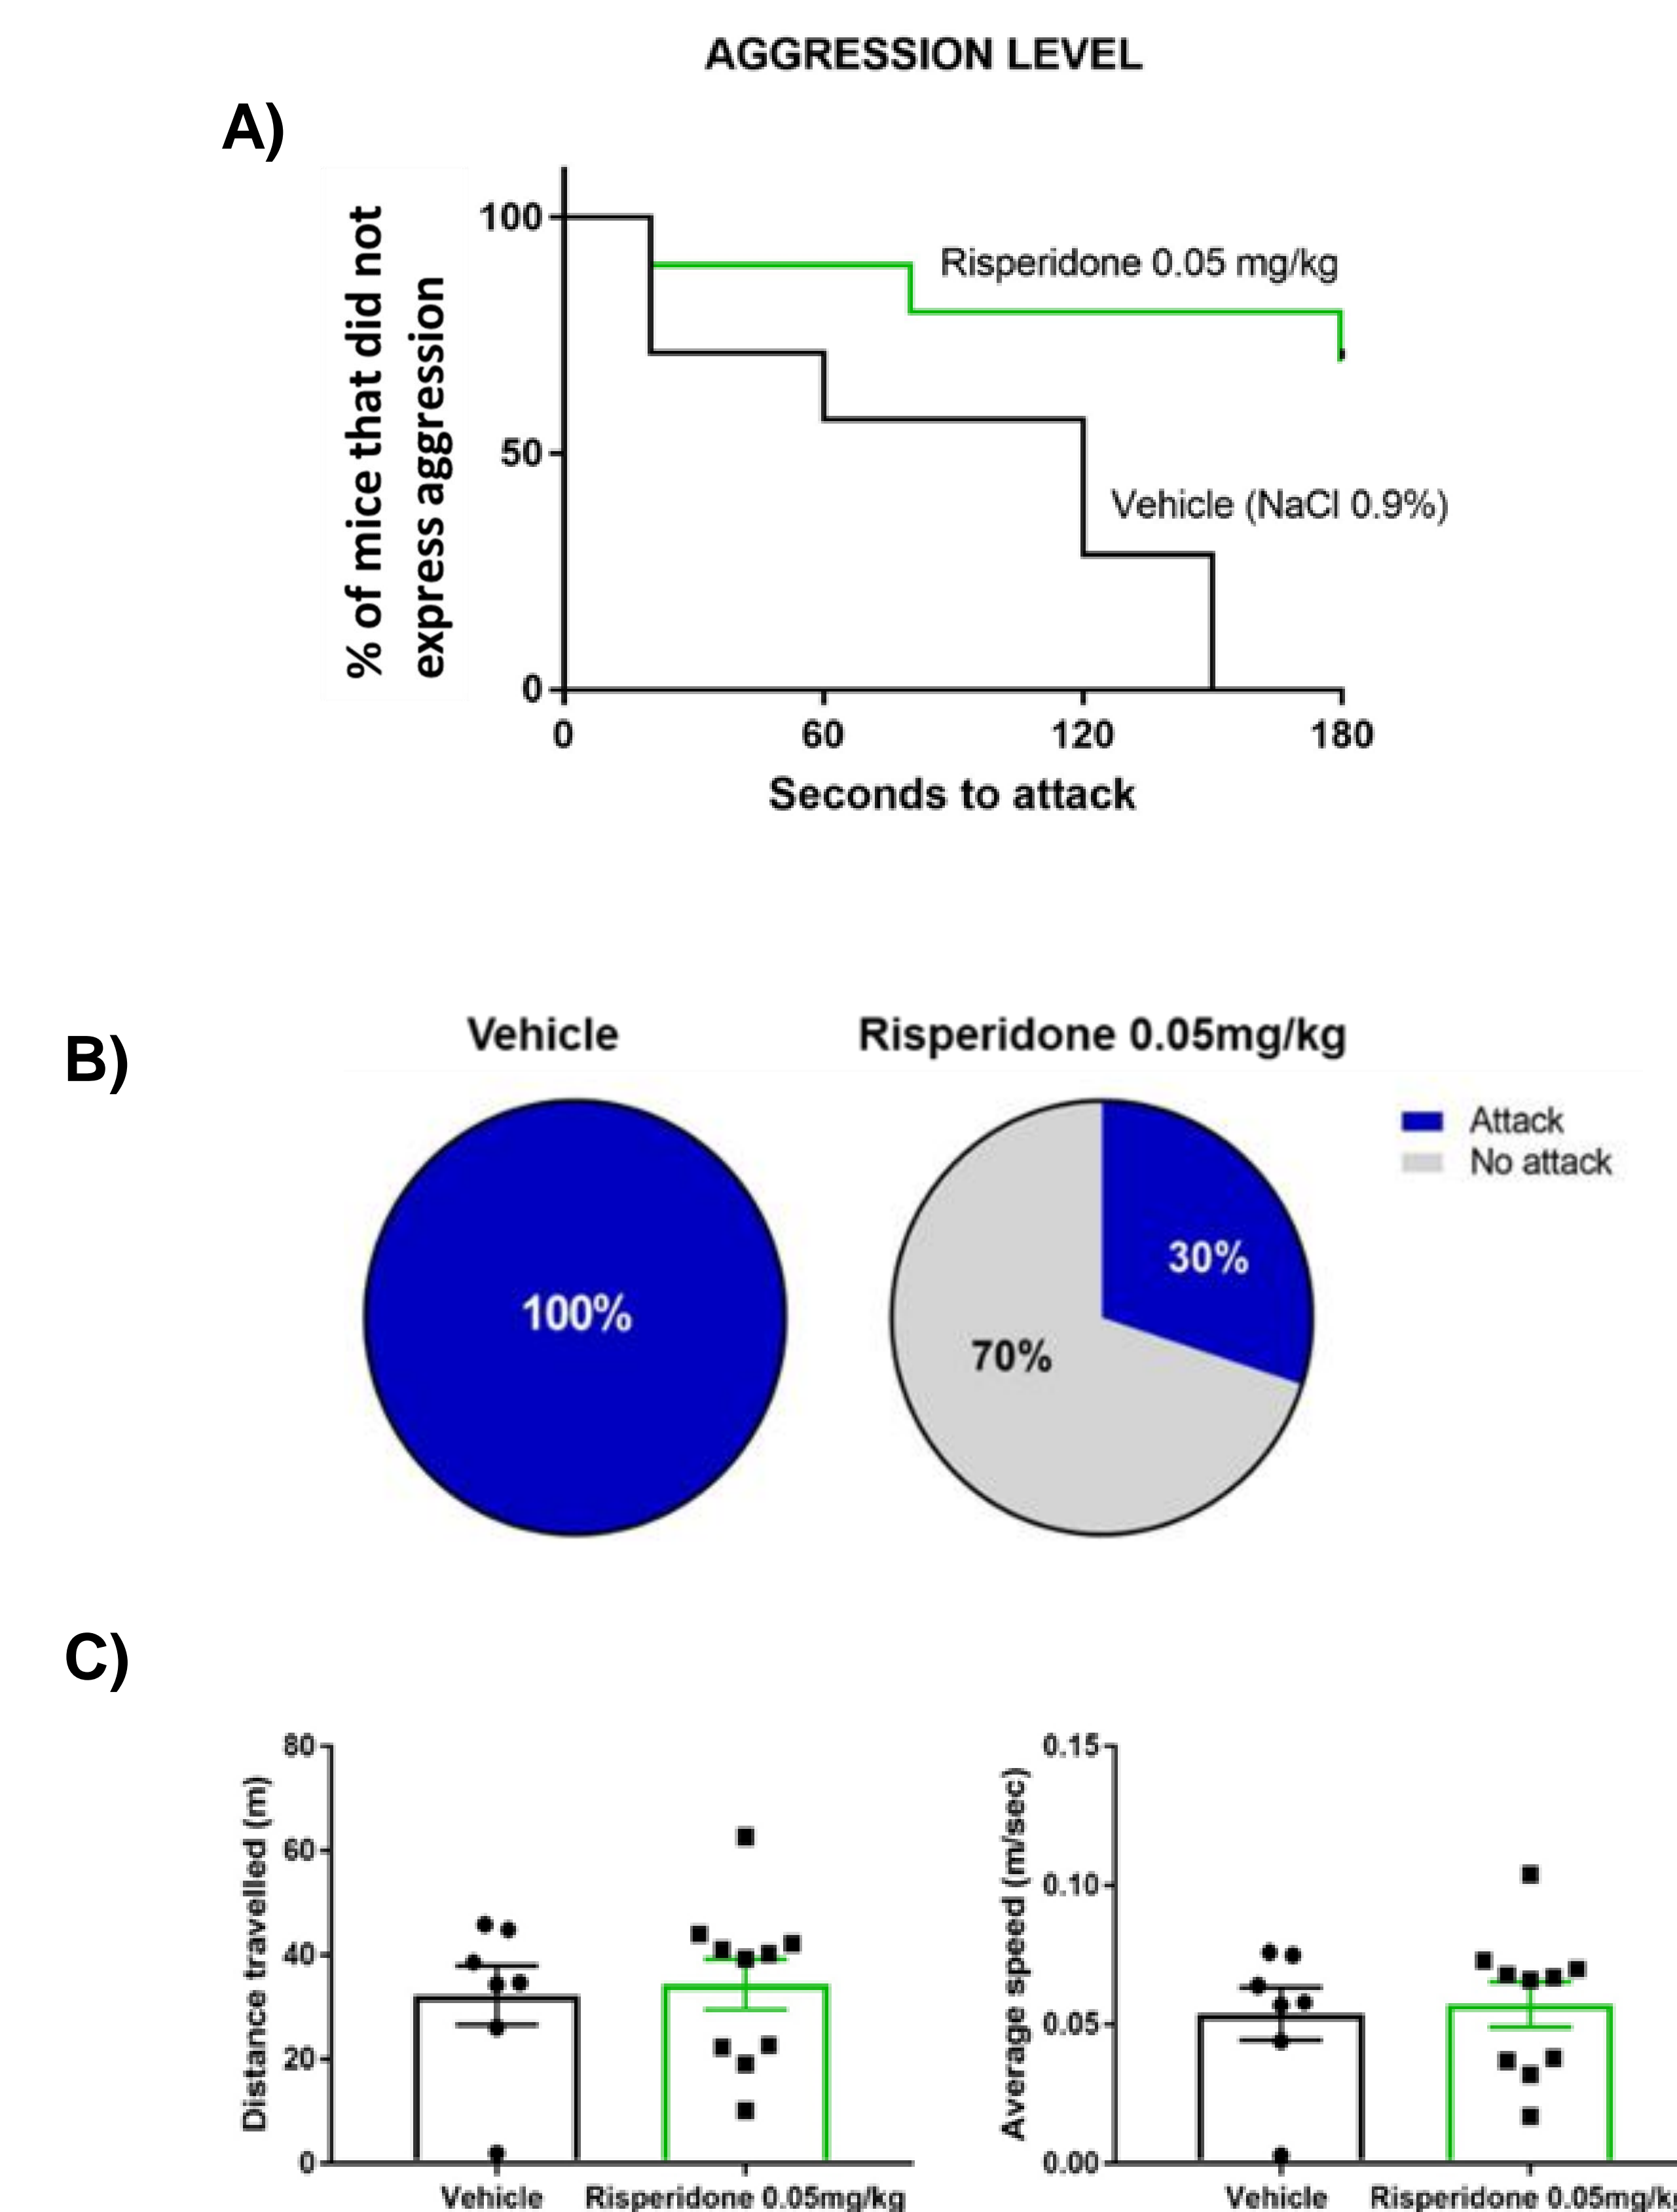 AGGRESSION LEVEL
A)
% of mice that did not
express aggression
100
50
0
Risperidone 0.05 mg/kg
Vehicle (NaCl 0.9%)
0 60 120 180
Seconds to attack
B)
Vehicle
Risperidone 0.05mg/kg
Attack
No attack
100%
30%
70%
C)
Distance travelled (m)
80
60
40
20
0
Vehicle Risperidone 0.05mg/kg
Average speed (m/sec)
0.15
0.10
0.05
0.00
Vehicle Risperidone 0.05mg/k